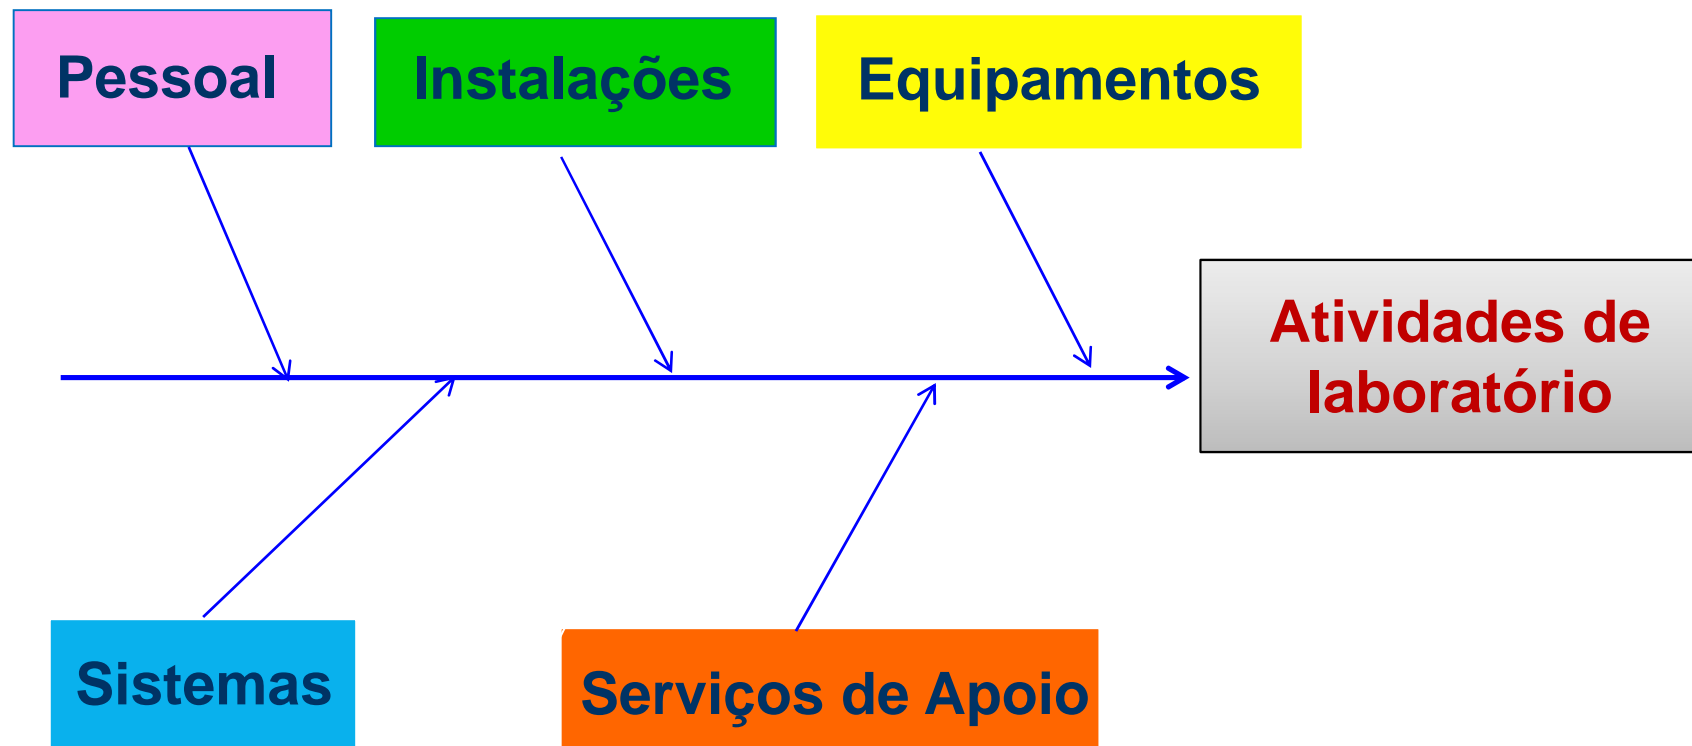 Pessoal
Instalações
Equipamentos
Atividades de
laboratório
Sistemas
Serviços de Apoio